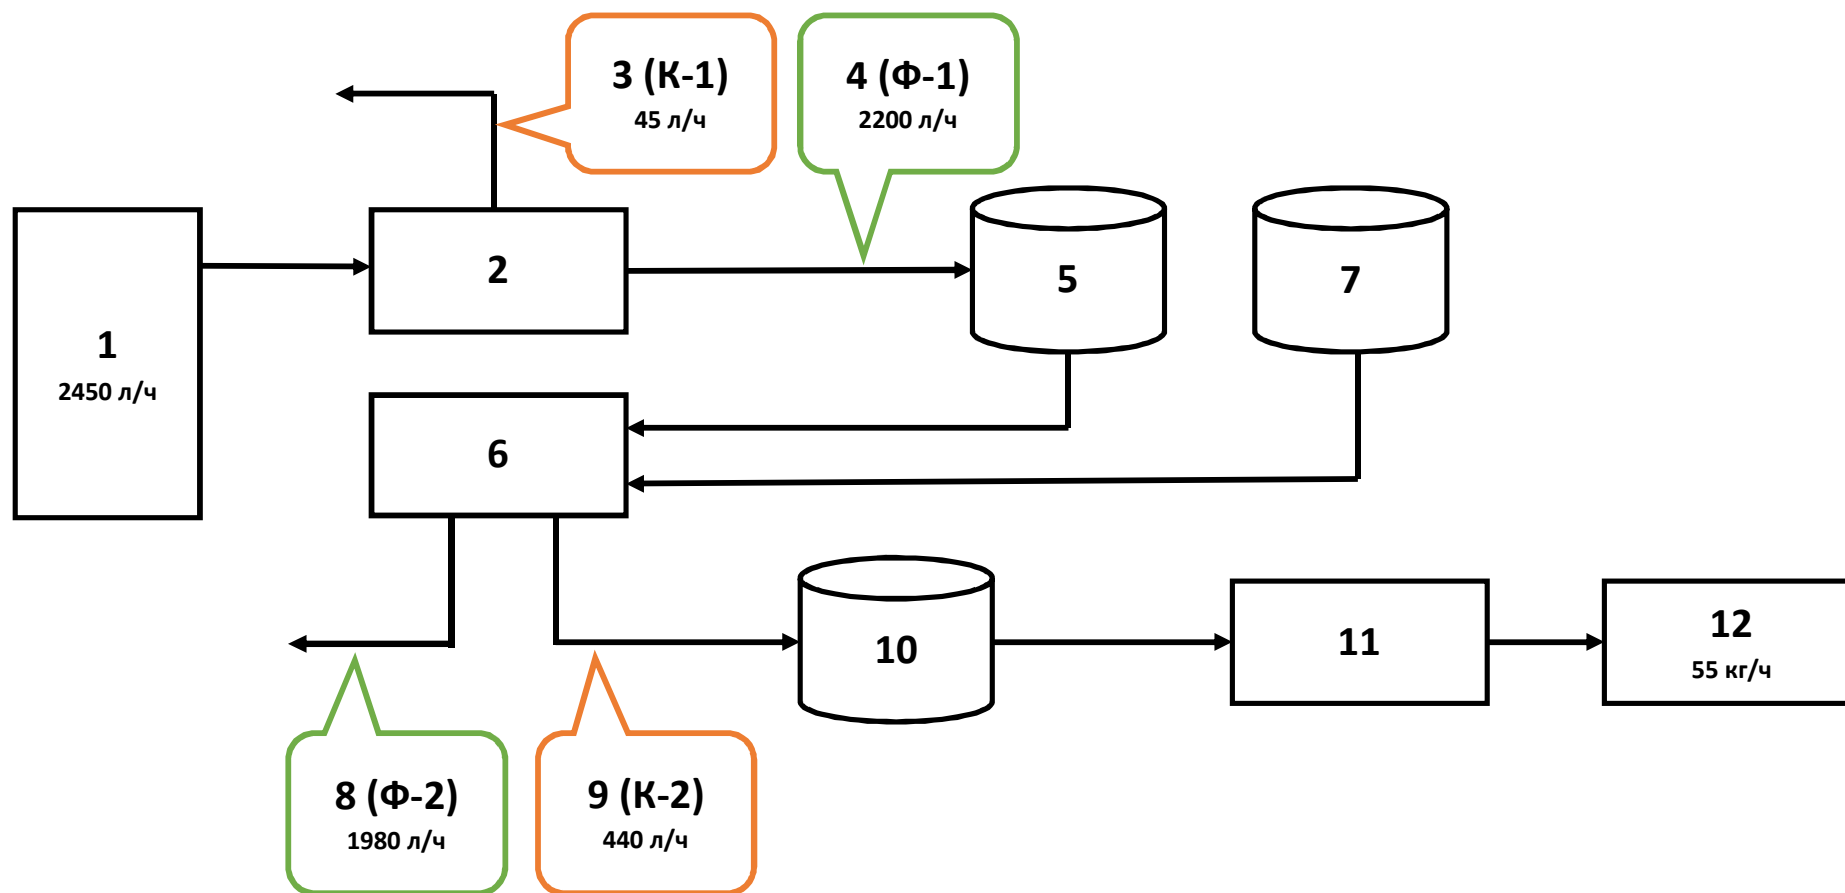 3 (К-1)
45 л/ч
4 (Ф-1)
2200 л/ч
1
2450 л/ч
2
5
7
6
10
11
12
55 кг/ч
8 (Ф-2)
1980 л/ч
9 (К-2)
440 л/ч